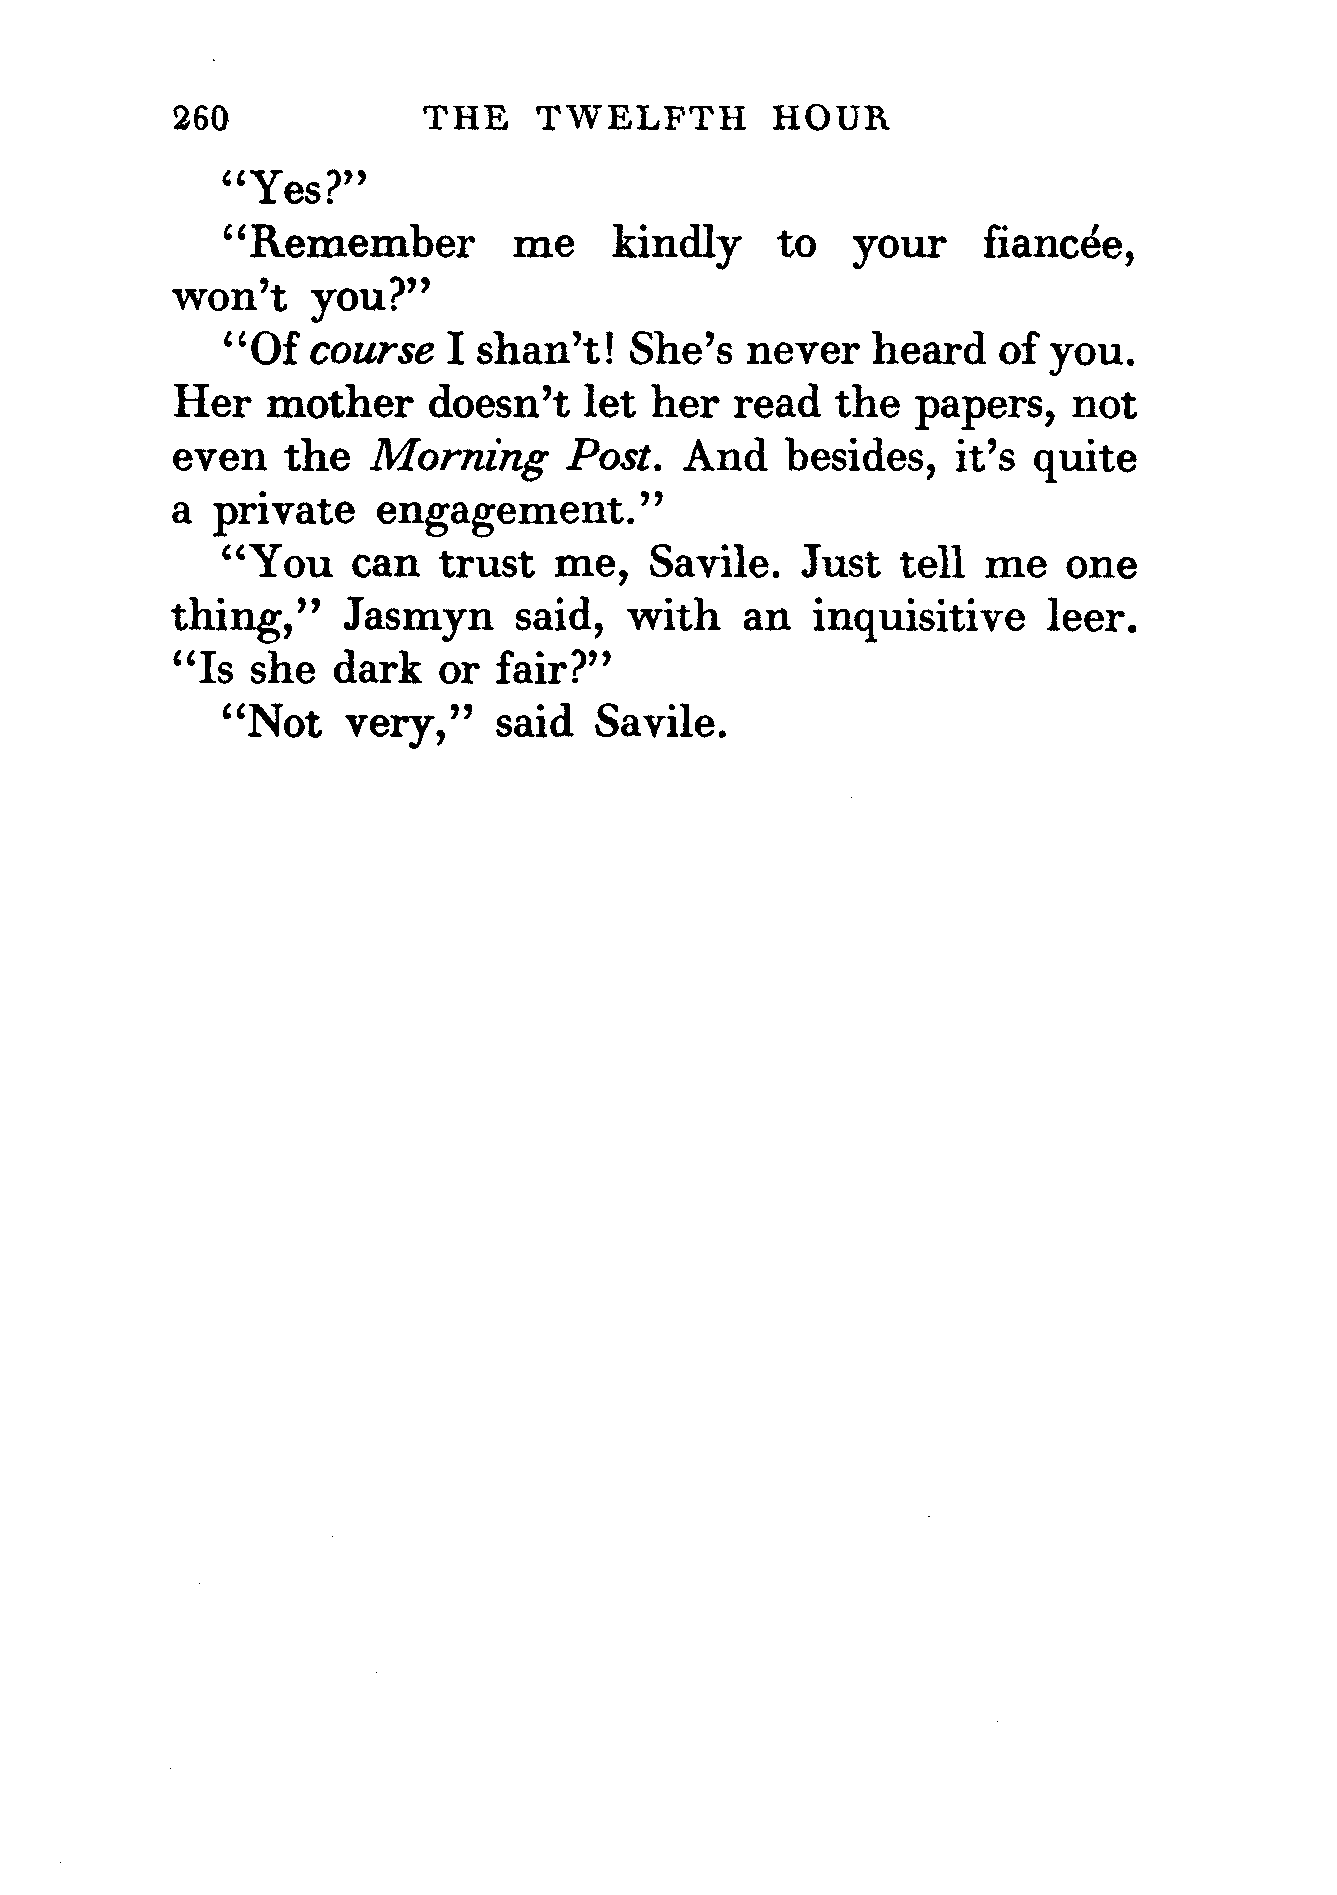 260 THE TWELFTH HOUR
“Yes?”
“Remember me kindly to your fiancée,
won’t you?”
“Of course I shan’t! She’s never heard of you.
Her mother doesn’t let her read the papers, not
even the Morning Post. And besides, it’s quite
a private engagement.”
“You can trust me, Savile. Just tell me one
thing,” Jasmyn said, with an inquisitive leer.
“Is she dark or fair?”
“Not very,” said Savile.